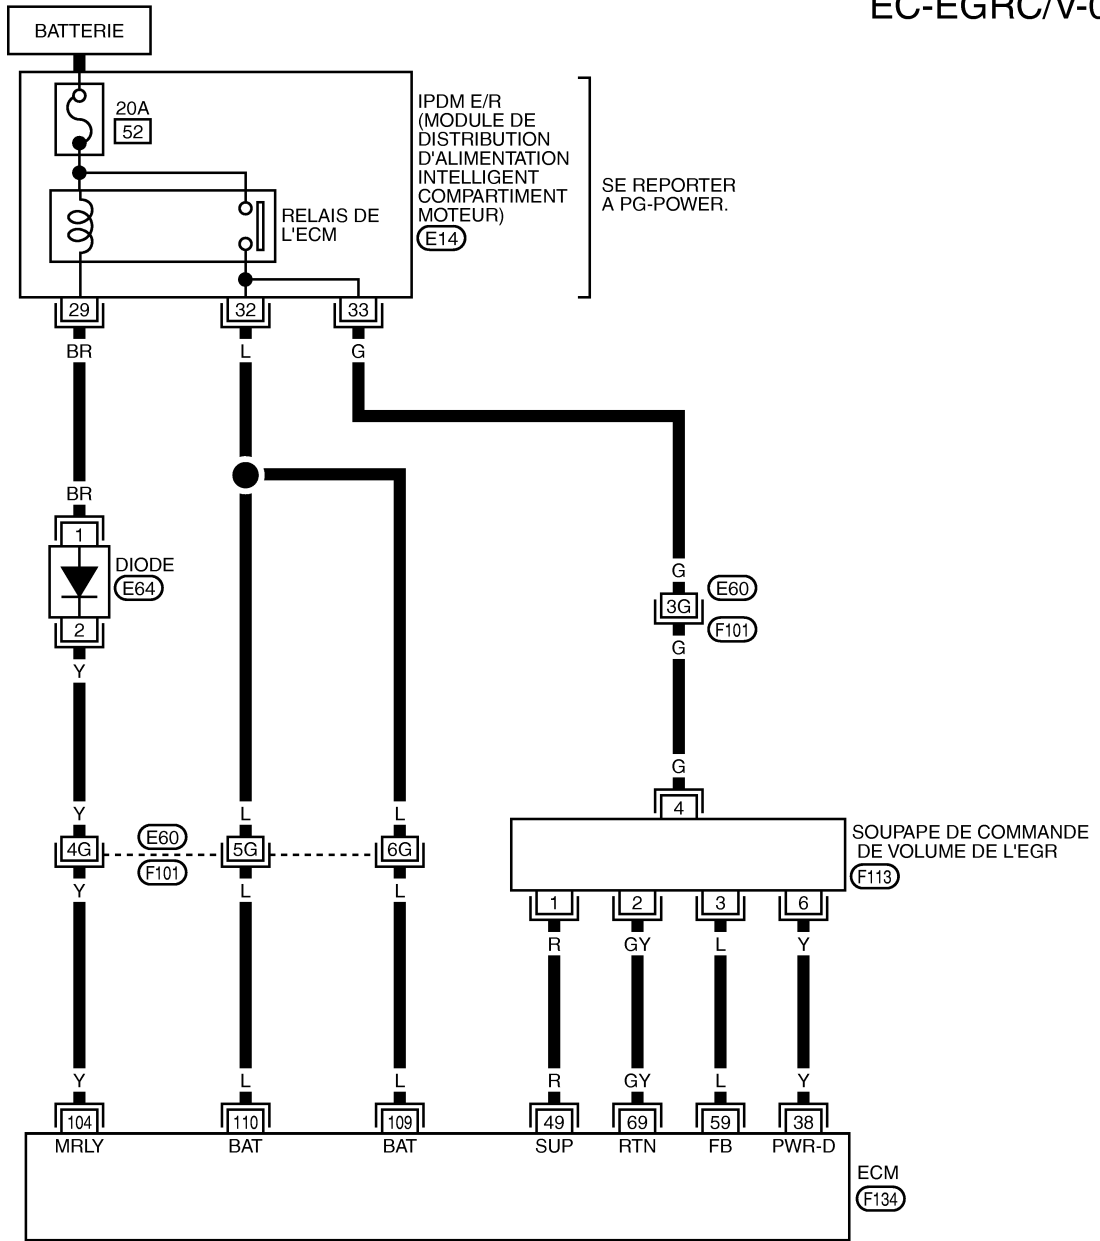 EC-EGRC/V-0
BATTERIE
20A
52
IPDM E/R
(MODULE DE
DISTRIBUTION
D'ALIMENTATION
INTELLIGENT
COMPARTIMENT
MOTEUR)
E14
SE REPORTER
A PG-POWER.
RELAIS DE
L'ECM
29 32 33
BR L G
BR
1
DIODE
E64
2
Y
G
3G
E60
F101
G
G
4
Y L L
4G E60 F101 5G 6G
Y L L
SOUPAPE DE COMMANDE
DE VOLUME DE L'EGR
F113
1 2 3 6
R GY L Y
Y L L R GY L Y
104 110 109 49 69 59 38
MRLY BAT BAT SUP RTN FB PWR-D
ECM
F134